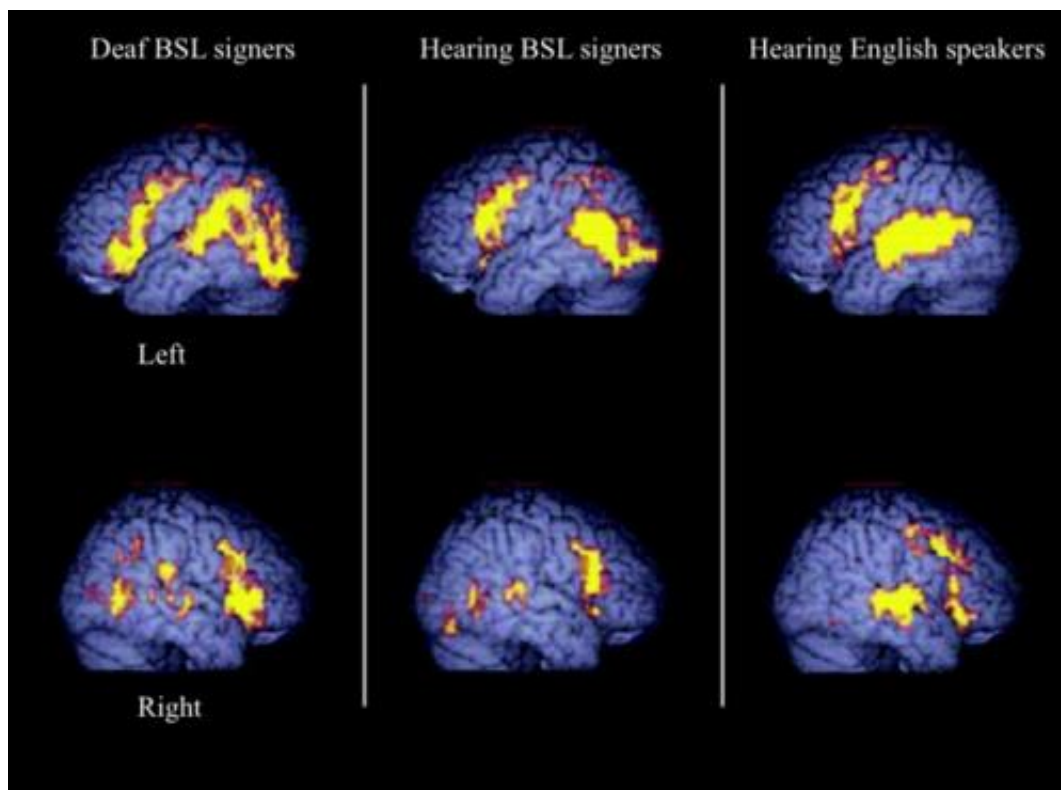 Deaf BSL signers
Hearing BSL signers
Hearing English speakers
Left
Right